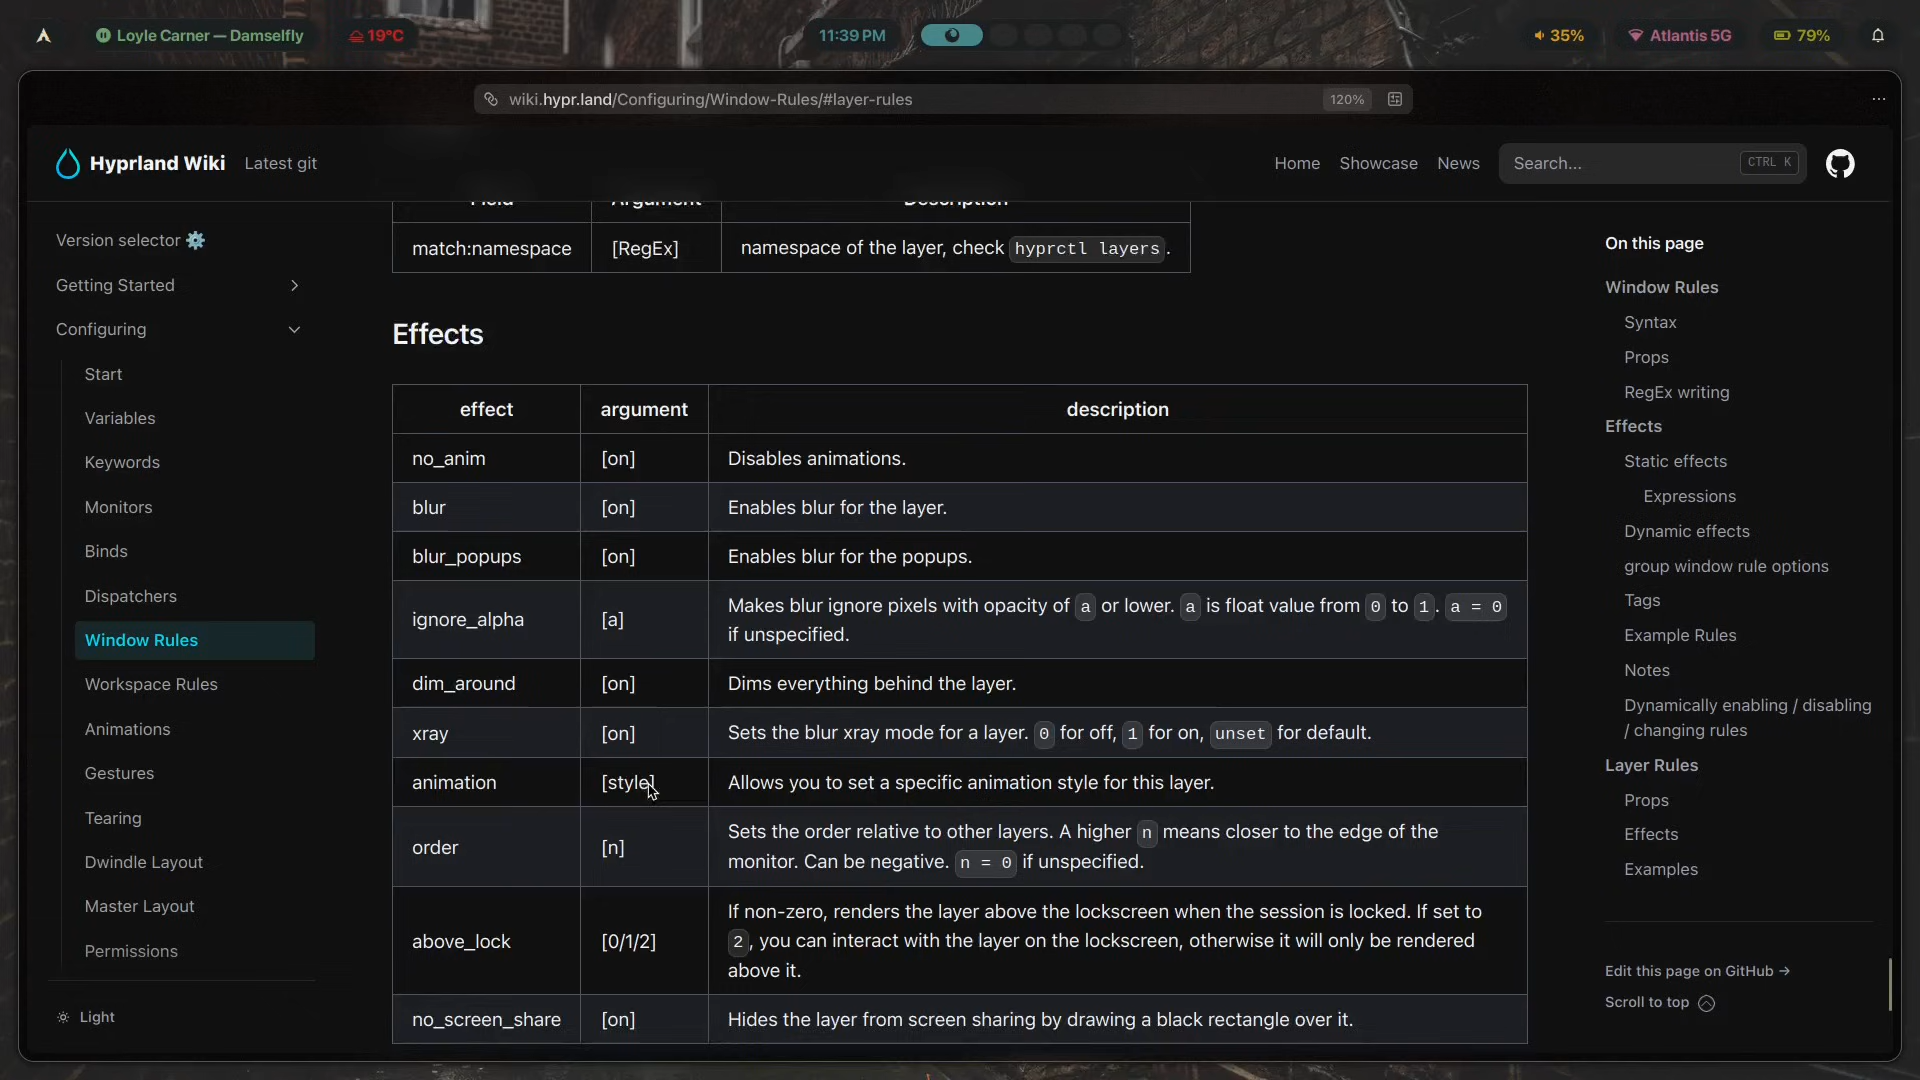 Loyle Carner — Damselfly
19°C
11:39 PM
35%
Atlantis 5G
79%
wiki.hypr.land/Configuring/Window-Rules/#layer-rules
120%
Hyprland Wiki
Latest git
Home
Showcase
News
Search...
CTRL K
Version selector
Getting Started
Configuring
Start
Variables
Keywords
Monitors
Binds
Dispatchers
Window Rules
Workspace Rules
Animations
Gestures
Tearing
Dwindle Layout
Master Layout
Permissions
Light
Field Argument Description
match:namespace [RegEx] namespace of the layer, check hyprctl layers.
Effects
effect argument description
no_anim [on] Disables animations.
blur [on] Enables blur for the layer.
blur_popups [on] Enables blur for the popups.
ignore_alpha [a] Makes blur ignore pixels with opacity of a or lower. a is float value from 0 to 1. a = 0
if unspecified.
dim_around [on] Dims everything behind the layer.
xray [on] Sets the blur xray mode for a layer. 0 for off, 1 for on, unset for default.
animation [style] Allows you to set a specific animation style for this layer.
order [n] Sets the order relative to other layers. A higher n means closer to the edge of the
monitor. Can be negative. n = 0 if unspecified.
above_lock [0/1/2] If non-zero, renders the layer above the lockscreen when the session is locked. If set to
2, you can interact with the layer on the lockscreen, otherwise it will only be rendered
above it.
no_screen_share [on] Hides the layer from screen sharing by drawing a black rectangle over it.
On this page
Window Rules
Syntax
Props
RegEx writing
Effects
Static effects
Expressions
Dynamic effects
group window rule options
Tags
Example Rules
Notes
Dynamically enabling / disabling
/ changing rules
Layer Rules
Props
Effects
Examples
Edit this page on GitHub →
Scroll to top